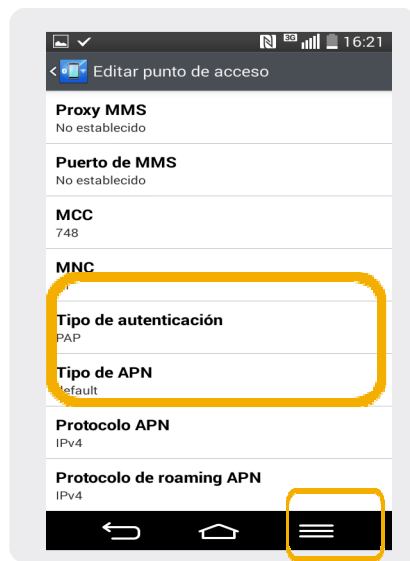 3G 16:21
Editar punto de acceso
Proxy MMS
No establecido
Puerto de MMS
No establecido
MCC
748
MNC
Tipo de autenticación
PAP
Tipo de APN
default
Protocolo APN
IPv4
Protocolo de roaming APN
IPv4